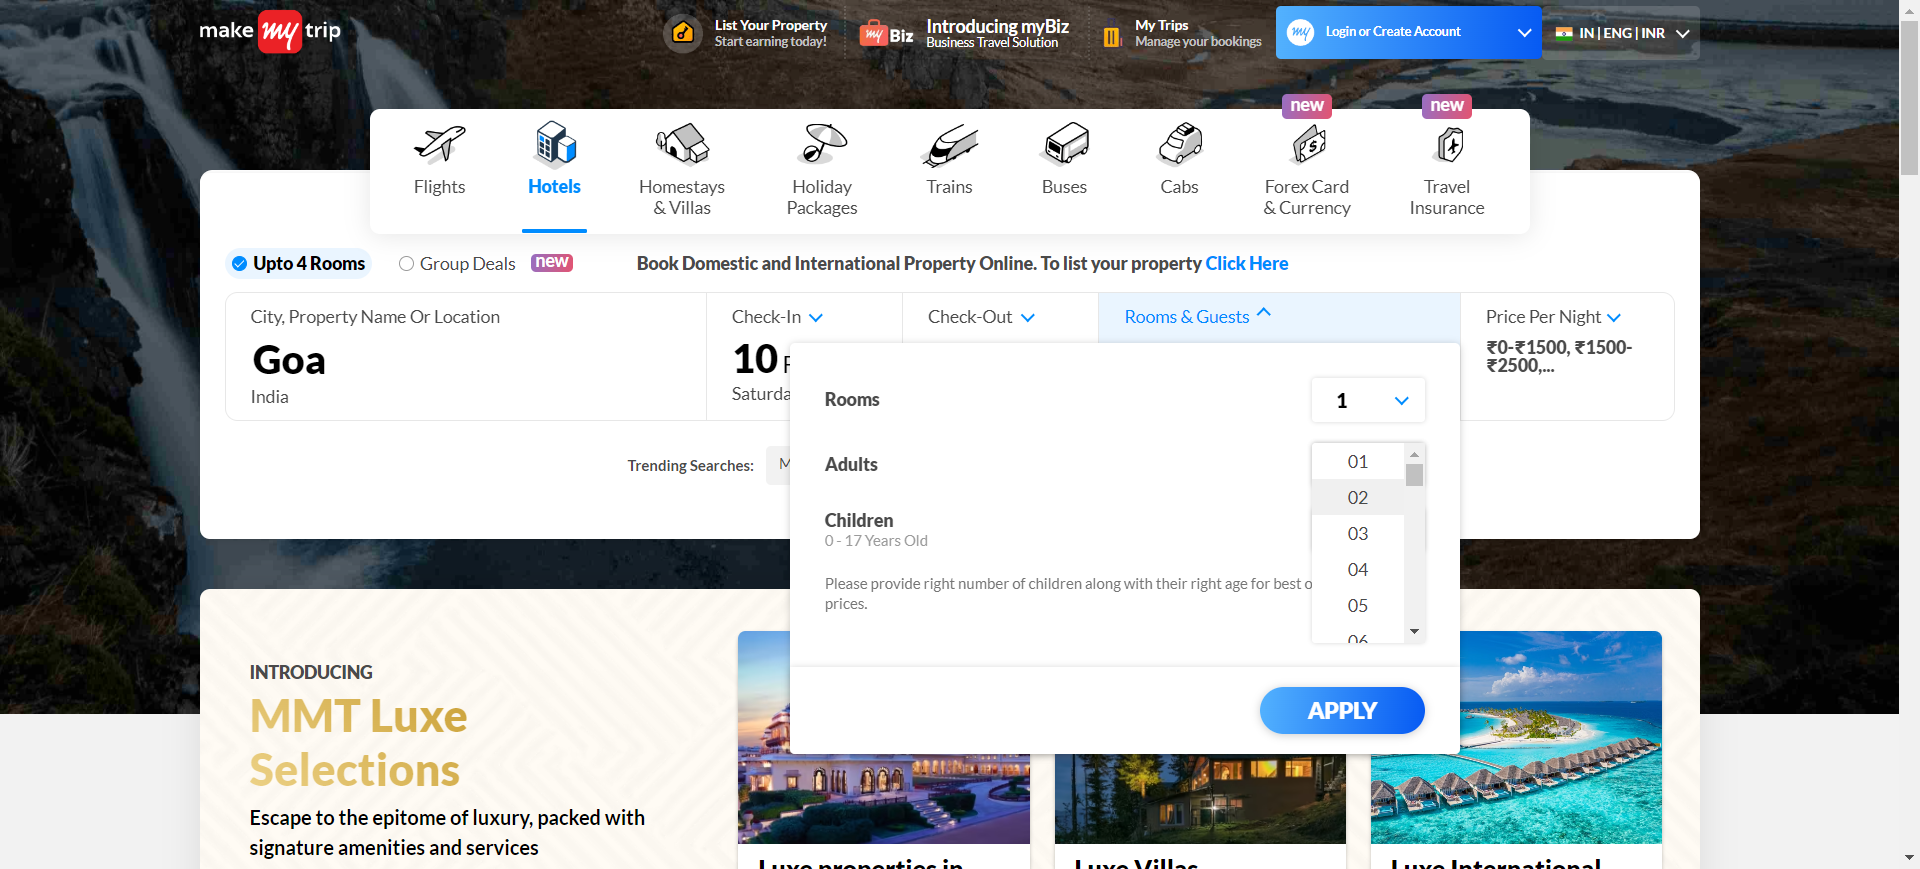 make my trip
List Your Property
Start earning today!
my Biz
Introducing myBiz
Business Travel Solution
My Trips
Manage your bookings
my
Login or Create Account
IN | ENG | INR
new
new
Flights
Hotels
Homestays
& Villas
Holiday
Packages
Trains
Buses
Cabs
Forex Card
& Currency
Travel
Insurance
Upto 4 Rooms
Group Deals
new
Book Domestic and International Property Online. To list your property Click Here
City, Property Name Or Location
Goa
India
Check-In
10
Saturda
Check-Out
Rooms & Guests
Price Per Night
₹0-₹1500, ₹1500-
₹2500,...
Rooms
1
Adults
01
02
03
04
05
06
Children
0 - 17 Years Old
Please provide right number of children along with their right age for best o
prices.
APPLY
Trending Searches:
M
INTRODUCING
MMT Luxe
Selections
Escape to the epitome of luxury, packed with
signature amenities and services
Luxe properties in
Luxe Villas
Luxe International